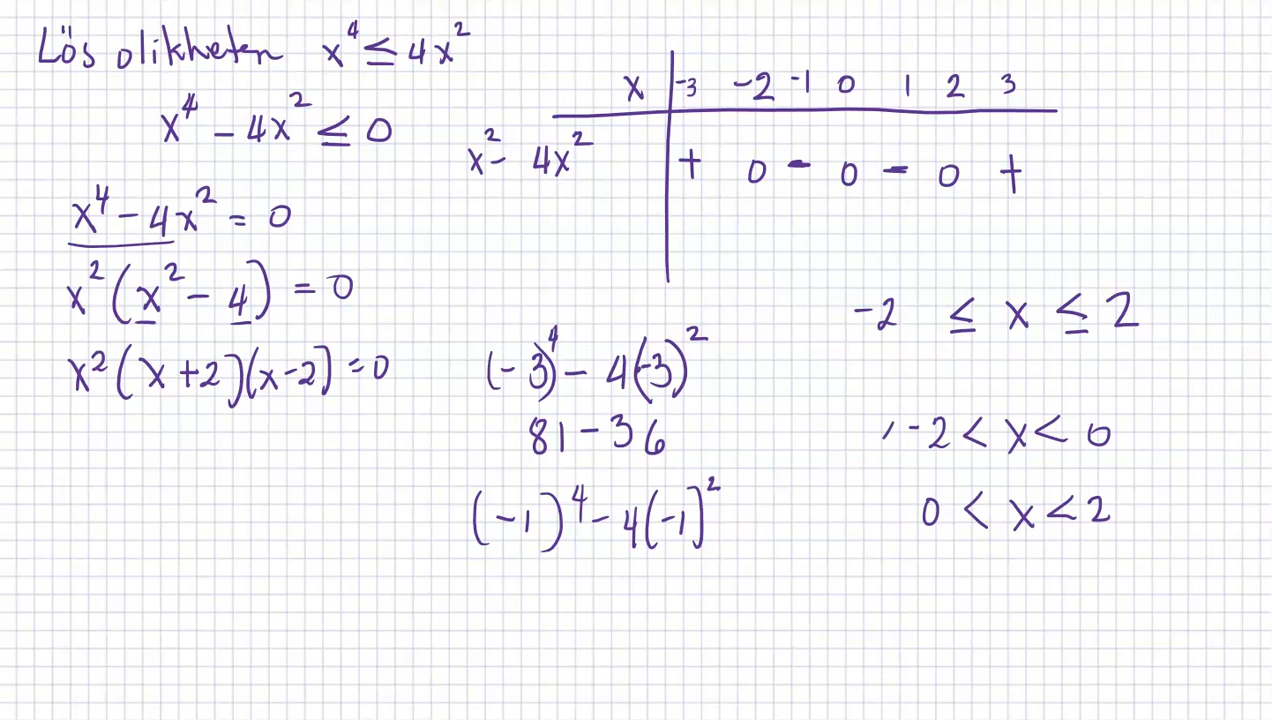 Lös olikheten x⁴ ≤ 4x²
x⁴ - 4x² ≤ 0
x⁴ - 4x² = 0
x²(x² - 4) = 0
x²(x + 2)(x - 2) = 0
x | -3 -2 -1 0 1 2 3
x² - 4x² | + 0 - 0 - 0 +
(-3)⁴ - 4(-3)²
81 - 36
(-1)⁴ - 4(-1)²
-2 ≤ x ≤ 2
-2 < x < 0
0 < x < 2